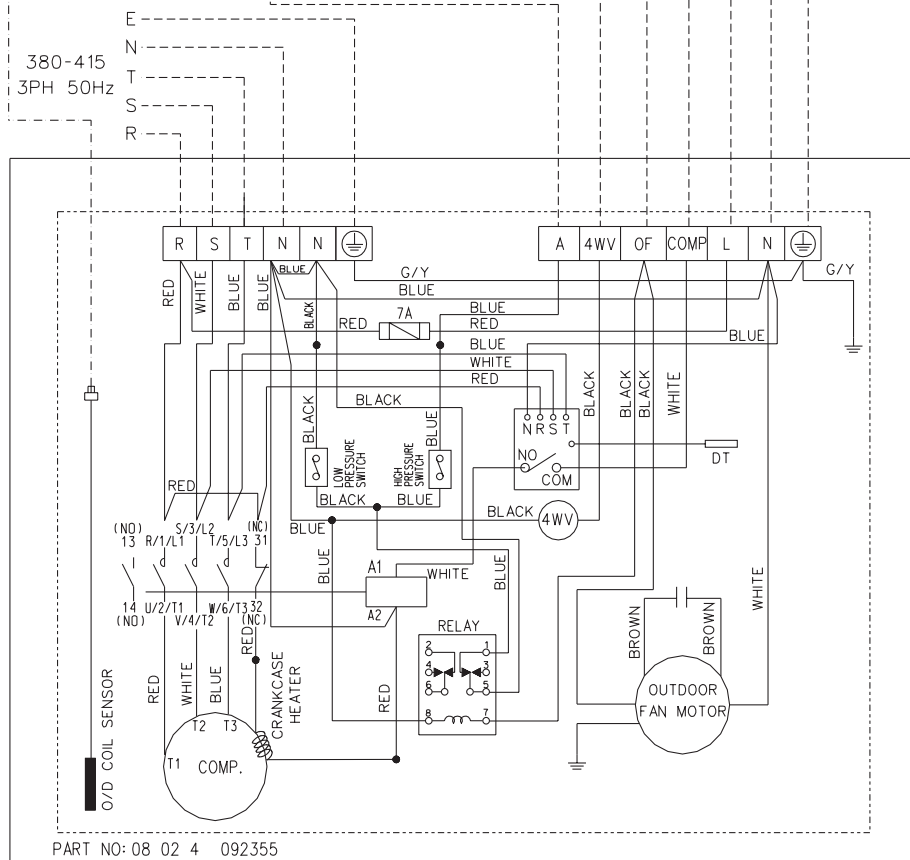 E
N
380-415
3PH 50Hz
T
S
R
R S T N N
A 4WV OF COMP L N
BLUE
G/Y
G/Y
BLUE
RED
WHITE
BLUE
BLUE
BLACK
BLUE
7A
RED
RED
BLUE
BLUE
WHITE
RED
BLACK
BLACK
BLUE
BLACK
BLACK
BLACK
WHITE
N R S T
NO
COM
DT
LOW
PRESSURE
SWITCH
HIGH
PRESSURE
SWITCH
BLACK
BLUE
RED
BLACK
4WV
BLUE
(NO)
13
R/1/L1
S/3/L2
T/5/L3
(NC)
31
BLUE
A1
WHITE
BLUE
WHITE
A2
14
(NO)
U/2/T1
V/4/T2
W/6/T3
32
(NC)
RED
RELAY
2
1
4
3
6
5
8
7
BROWN
BROWN
RED
WHITE
BLUE
CRANKCASE
HEATER
RED
OUTDOOR
FAN MOTOR
T1
T2
T3
COMP.
O/D COIL SENSOR
PART NO: 08 02 4 092355